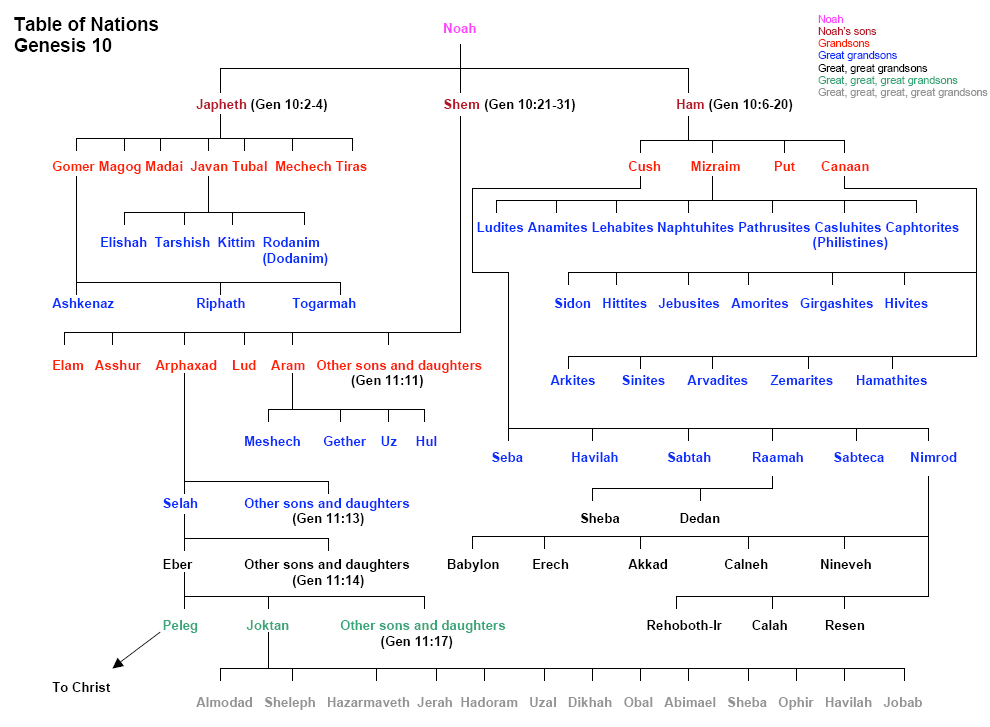 Table of Nations
Genesis 10
Noah
Noah
Noah's sons
Grandsons
Great grandsons
Great, great grandsons
Great, great, great grandsons
Great, great, great, great grandsons
Japheth (Gen 10:2-4) Shem (Gen 10:21-31) Ham (Gen 10:6-20)
Gomer Magog Madai Javan Tubal Mechech Tiras
Cush Mizraim Put Canaan
Ludites Anamites Lehabites Naphtuhites Pathrusites Casluhites Caphtorites
(Philistines)
Elishah Tarshish Kittim Rodanim
(Dodanim)
Ashkenaz Riphath Togarmah
Sidon Hittites Jebusites Amorites Girgashites Hivites
Elam Asshur Arphaxad Lud Aram Other sons and daughters
(Gen 11:11)
Arkites Sinites Arvadites Zemarites Hamathites
Meshech Gether Uz Hul
Seba Havilah Sabtah Raamah Sabteca Nimrod
Selah Other sons and daughters
(Gen 11:13)
Sheba Dedan
Eber Other sons and daughters
(Gen 11:14)
Babylon Erech Akkad Calneh Nineveh
Peleg Joktan Other sons and daughters
(Gen 11:17)
Rehoboth-Ir Calah Resen
To Christ
Almodad Sheleph Hazarmaveth Jerah Hadoram Uzal Dikhah Obal Abimael Sheba Ophir Havilah Jobab